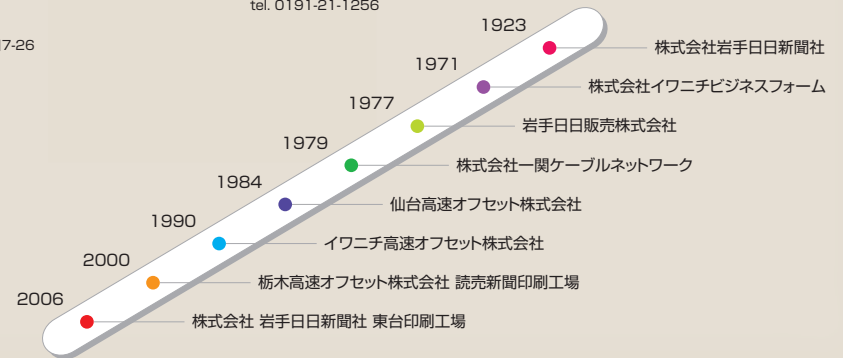 tel. 0191-21-1256
7-26
1923
株式会社岩手日日新聞社
1971
株式会社イワニチビジネスフォーム
1977
岩手日日販売株式会社
1979
株式会社一関ケーブルネットワーク
1984
仙台高速オフセット株式会社
1990
イワニチ高速オフセット株式会社
2000
栃木高速オフセット株式会社 読売新聞印刷工場
2006
株式会社 岩手日日新聞社 東台印刷工場